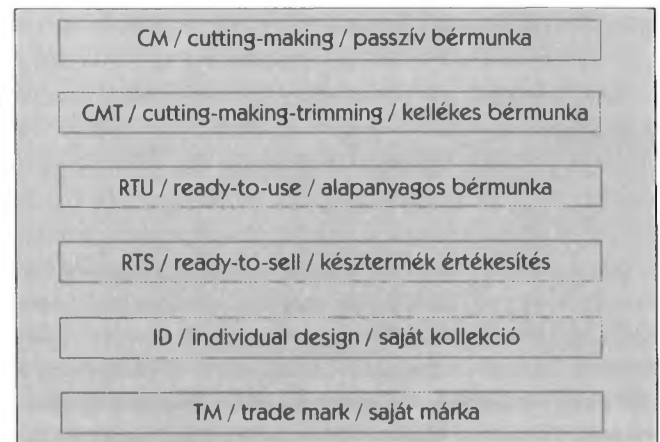 CM / cutting-making / passzív bérmunka
CMT / cutting-making-trimming / kellékes bérmunka
RTU / ready-to-use / alapanyagos bérmunka
RTS / ready-to-sell / késztermék értékesítés
ID / individual design / saját kollekció
TM / trade mark / saját márka